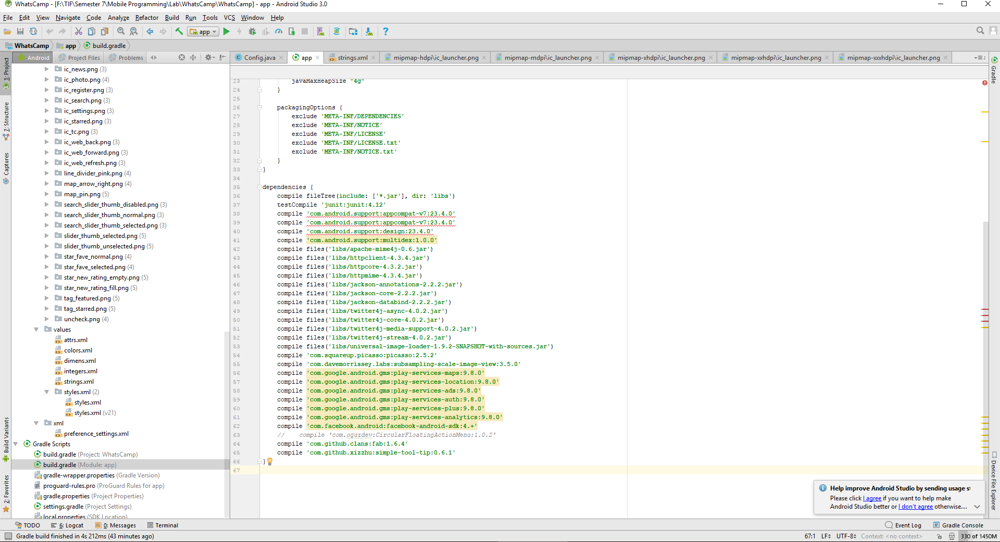 WhatsCamp - [F:\TIF\Semester 7\Mobile Programming\Lab\WhatsCamp\WhatsCamp] - app - Android Studio 3.0
File Edit View Navigate Code Analyze Refactor Build Run Tools VCS Window Help
app
WhatsCamp app build.gradle
Android Project Files Problems
Config.java app strings.xml mipmap-hdpi\ic_launcher.png mipmap-mdpi\ic_launcher.png mipmap-xhdpi\ic_launcher.png mipmap-xxhdpi\ic_launcher.png mipmap-xxxhdpi\ic_launcher.png 2
1: Project
7: Structure
Captures
Build Variants
2: Favorites
ic_news.png (3)
ic_photo.png (4)
ic_register.png (3)
ic_search.png (3)
ic_settings.png (3)
ic_starred.png (3)
ic_tc.png (3)
ic_web_back.png (3)
ic_web_forward.png (3)
ic_web_refresh.png (3)
line_divider_pink.png (4)
map_arrow_right.png (4)
map_pin.png (5)
search_slider_thumb_disabled.png (3)
search_slider_thumb_normal.png (3)
search_slider_thumb_selected.png (3)
slider_thumb_selected.png (5)
slider_thumb_unselected.png (5)
star_fave_normal.png (4)
star_fave_selected.png (4)
star_new_rating_empty.png (5)
star_new_rating_fill.png (5)
tag_featured.png (5)
tag_starred.png (5)
uncheck.png (4)
values
attrs.xml
colors.xml
dimens.xml
integers.xml
strings.xml
styles.xml (2)
styles.xml
styles.xml (v21)
xml
preference_settings.xml
Gradle Scripts
build.gradle (Project: WhatsCamp)
build.gradle (Module: app)
gradle-wrapper.properties (Gradle Version)
proguard-rules.pro (ProGuard Rules for app)
gradle.properties (Project Properties)
settings.gradle (Project Settings)
local.properties (SDK Location)
23 javaMaxHeapSize "4g"
24 }
25
26 packagingOptions {
27 exclude 'META-INF/DEPENDENCIES'
28 exclude 'META-INF/NOTICE'
29 exclude 'META-INF/LICENSE'
30 exclude 'META-INF/LICENSE.txt'
31 exclude 'META-INF/NOTICE.txt'
32 }
33 }
34
35 dependencies {
36 compile fileTree(include: ['*.jar'], dir: 'libs')
37 testCompile 'junit:junit:4.12'
38 compile 'com.android.support:appcompat-v7:23.4.0'
39 compile 'com.android.support:appcompat-v7:23.4.0'
40 compile 'com.android.support:design:23.4.0'
41 compile 'com.android.support:multidex:1.0.0'
42 compile files('libs/apache-mime4j-0.6.jar')
43 compile files('libs/httpclient-4.3.4.jar')
44 compile files('libs/httpcore-4.3.2.jar')
45 compile files('libs/httpmime-4.3.4.jar')
46 compile files('libs/jackson-annotations-2.2.2.jar')
47 compile files('libs/jackson-core-2.2.2.jar')
48 compile files('libs/jackson-databind-2.2.2.jar')
49 compile files('libs/twitter4j-async-4.0.2.jar')
50 compile files('libs/twitter4j-core-4.0.2.jar')
51 compile files('libs/twitter4j-media-support-4.0.2.jar')
52 compile files('libs/twitter4j-stream-4.0.2.jar')
53 compile files('libs/universal-image-loader-1.9.2-SNAPSHOT-with-sources.jar')
54 compile 'com.squareup.picasso:picasso:2.5.2'
55 compile 'com.davemorrissey.labs:subsampling-scale-image-view:3.5.0'
56 compile 'com.google.android.gms:play-services-maps:9.8.0'
57 compile 'com.google.android.gms:play-services-location:9.8.0'
58 compile 'com.google.android.gms:play-services-ads:9.8.0'
59 compile 'com.google.android.gms:play-services-auth:9.8.0'
60 compile 'com.google.android.gms:play-services-plus:9.8.0'
61 compile 'com.google.android.gms:play-services-analytics:9.8.0'
62 compile 'com.facebook.android:facebook-android-sdk:4.+'
63 // compile 'com.oguzdev:CircularFloatingActionMenu:1.0.2'
64 compile 'com.github.clans:fab:1.6.4'
65 compile 'com.github.xizzhu:simple-tool-tip:0.6.1'
66 }
67
Gradle
Device File Explorer
Help improve Android Studio by sending usage st
Please click I agree if you want to help make
Android Studio better or I don't agree otherwise....
TODO 6: Logcat 0: Messages Terminal Event Log Gradle Console
Gradle build finished in 4s 212ms (43 minutes ago) 67:1 LF UTF-8 Context: <no context> 330 of 1450M